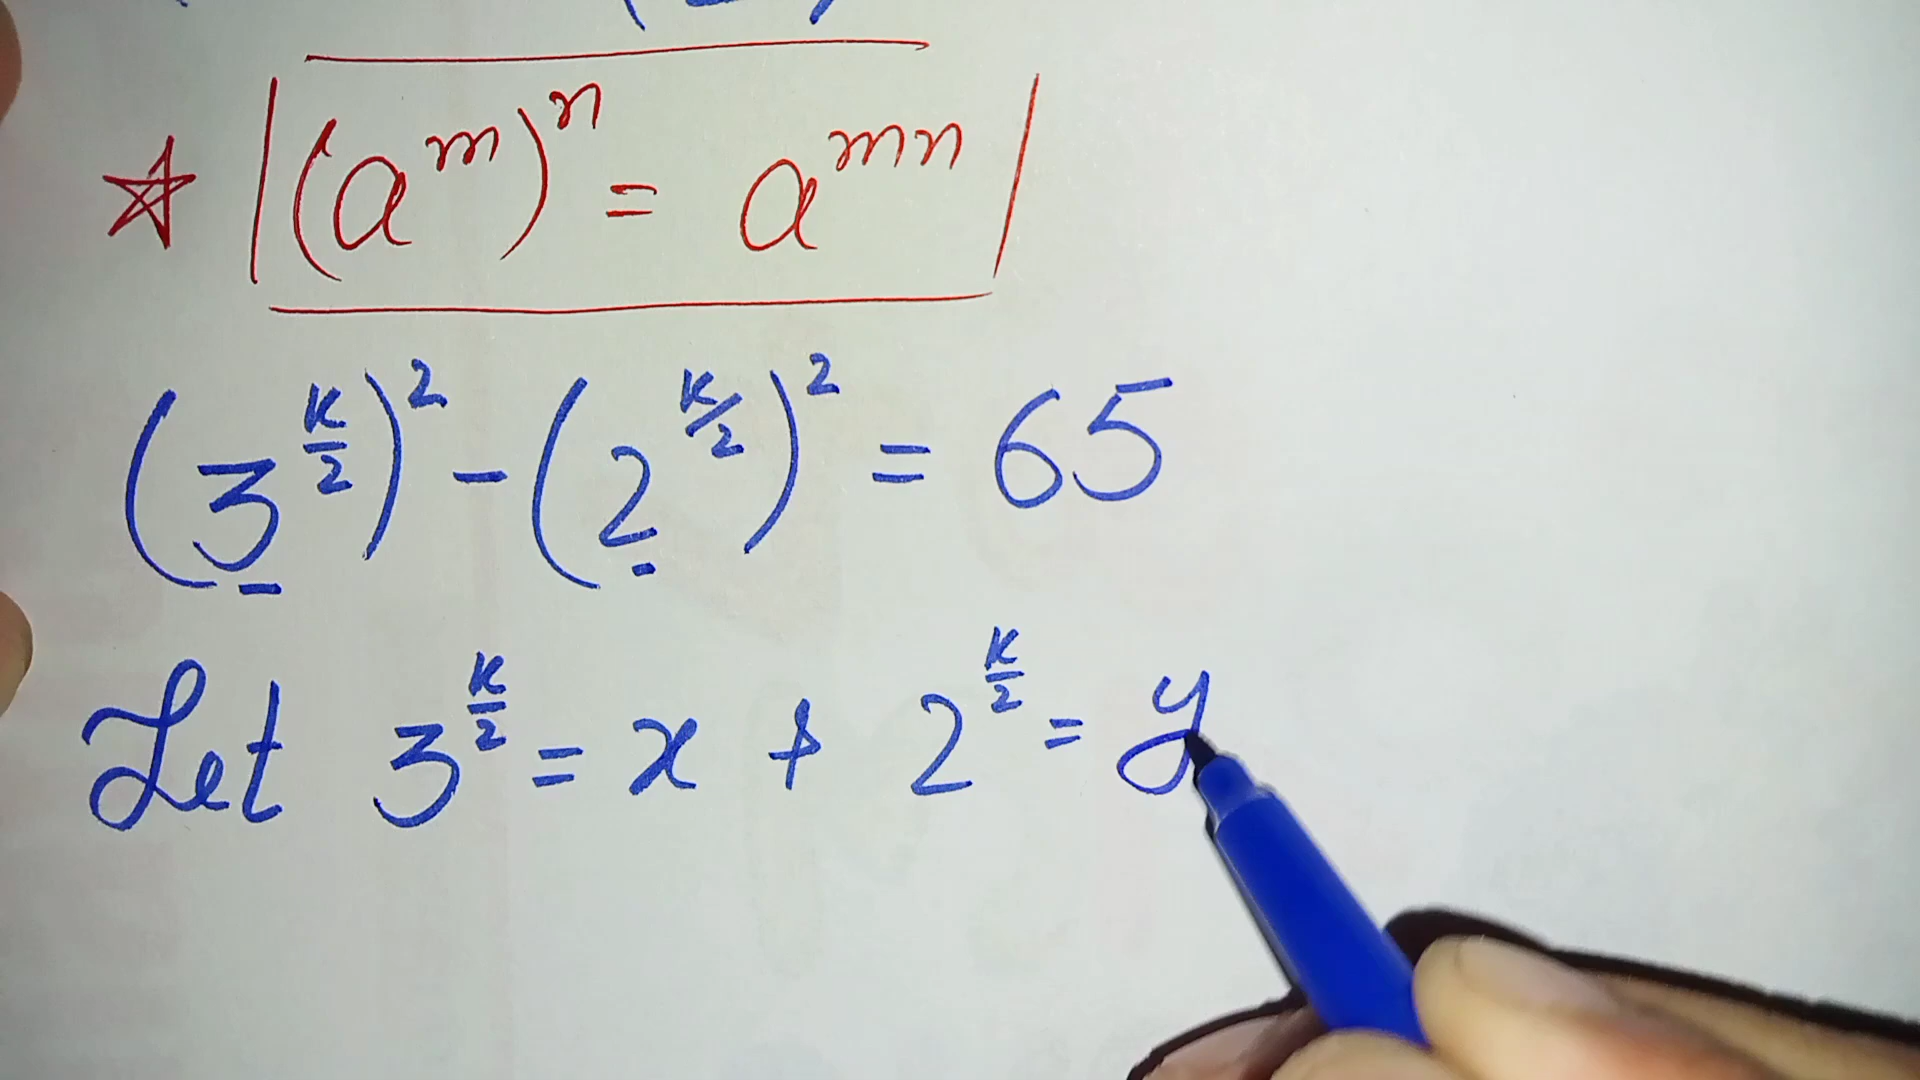 ☆ (a^m)^n = a^{mn}
(3^{K/2})^2 - (2^{K/2})^2 = 65
Let 3^{K/2} = x + 2^{K/2} = y